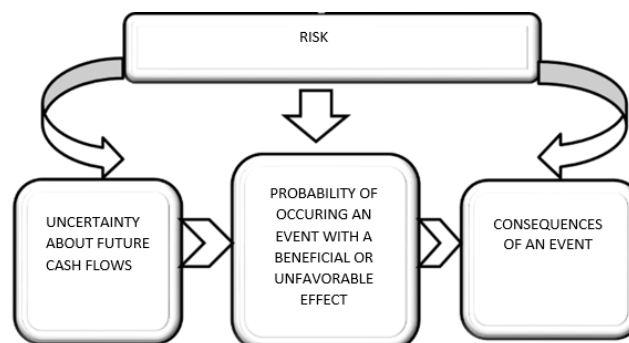 RISK
UNCERTAINTY
ABOUT FUTURE
CASH FLOWS
PROBABILITY OF
OCCURING AN
EVENT WITH A
BENEFICIAL OR
UNFAVORABLE
EFFECT
CONSEQUENCES
OF AN EVENT